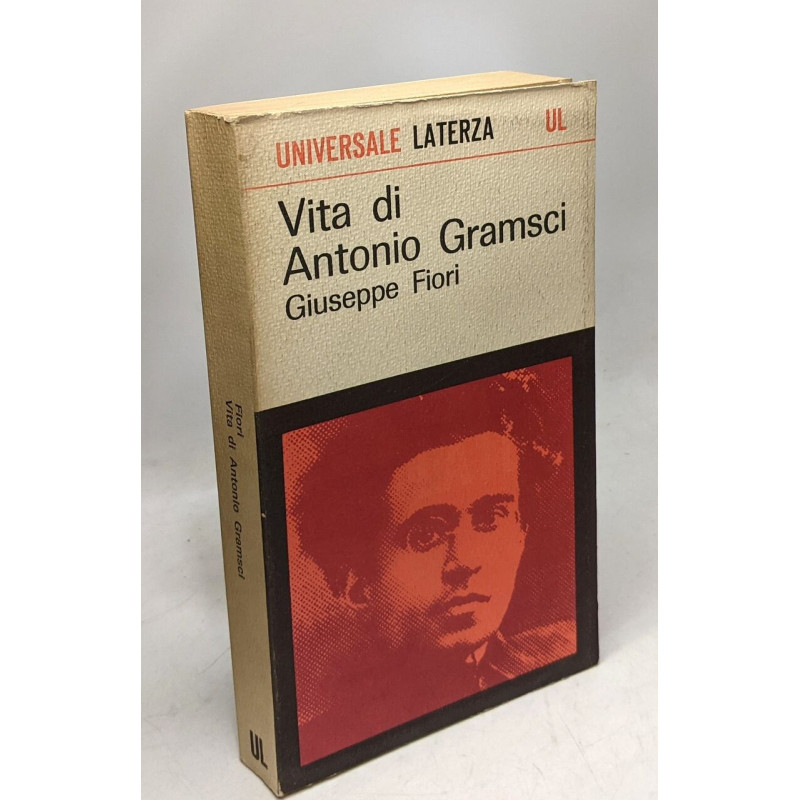 UNIVERSALE LATERZA UL
Vita di
Antonio Gramsci
Giuseppe Fiori
Fiori
Vita di Antonio Gramsci
UL